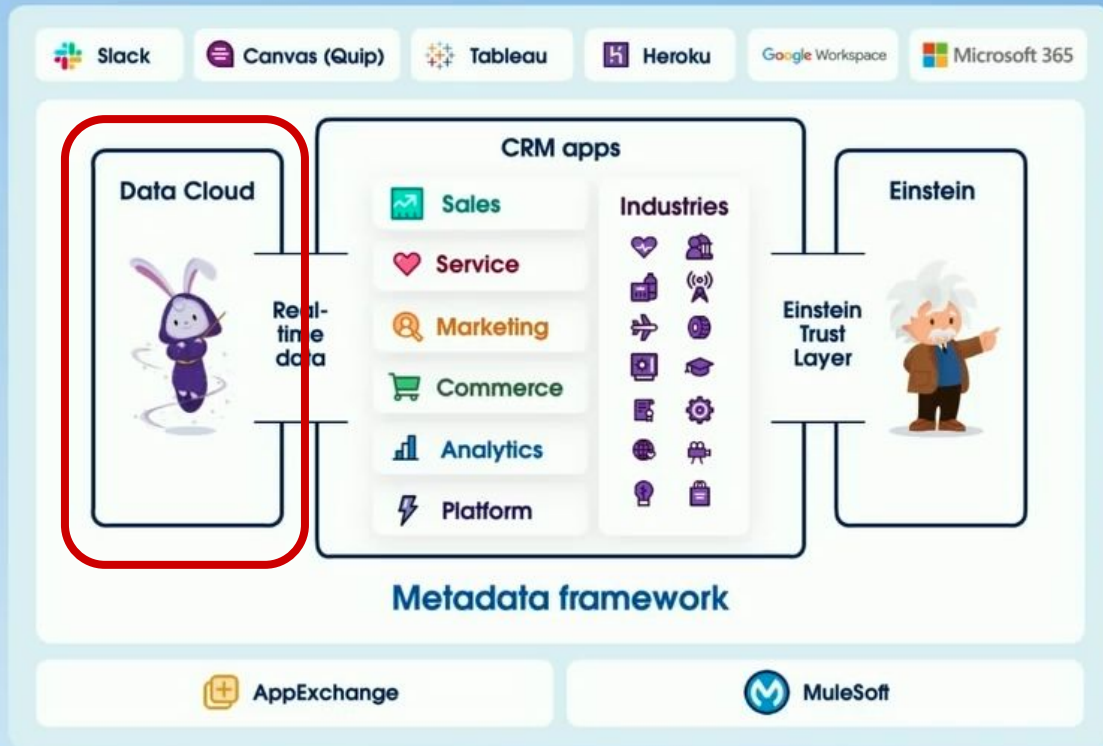 Slack
Canvas (Quip)
Tableau
Heroku
Google Workspace
Microsoft 365
Data Cloud
Real-
time
data
CRM apps
Sales
Service
Marketing
Commerce
Analytics
Platform
Industries
Einstein
Trust
Layer
Einstein
Metadata framework
AppExchange
MuleSoft